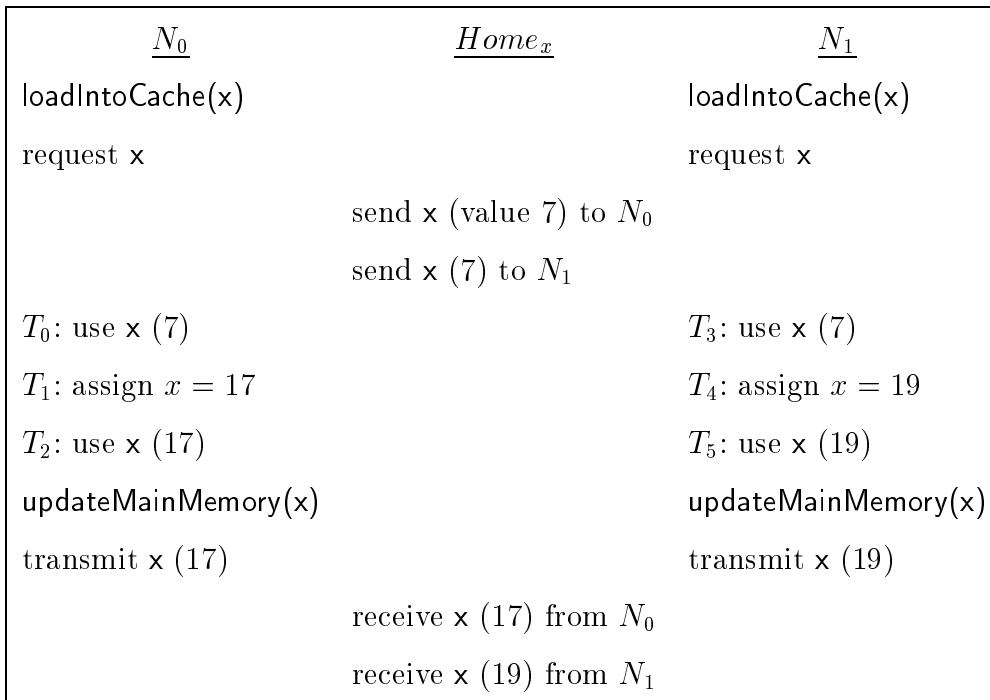 N₀ Homeₓ N₁
loadIntoCache(x) loadIntoCache(x)
request x request x
send x (value 7) to N₀
send x (7) to N₁
T₀: use x (7) T₃: use x (7)
T₁: assign x = 17 T₄: assign x = 19
T₂: use x (17) T₅: use x (19)
updateMainMemory(x) updateMainMemory(x)
transmit x (17) transmit x (19)
receive x (17) from N₀
receive x (19) from N₁